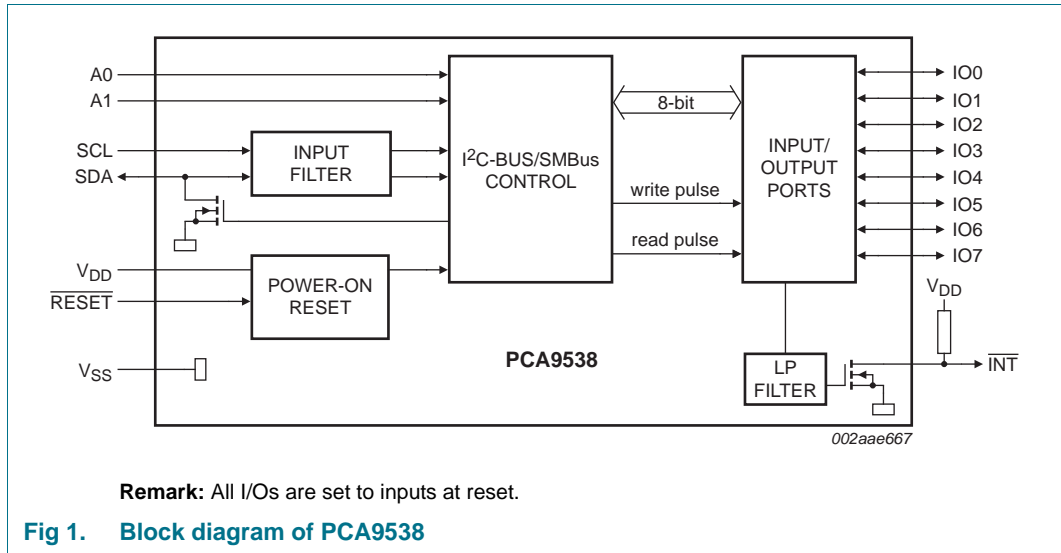 A0
A1
SCL
SDA
VDD
RESET
VSS
INPUT
FILTER
POWER-ON
RESET
I2C-BUS/SMBus
CONTROL
8-bit
write pulse
read pulse
INPUT/
OUTPUT
PORTS
IO0
IO1
IO2
IO3
IO4
IO5
IO6
IO7
VDD
INT
PCA9538
LP
FILTER
002aae667
Remark: All I/Os are set to inputs at reset.
Fig 1. Block diagram of PCA9538